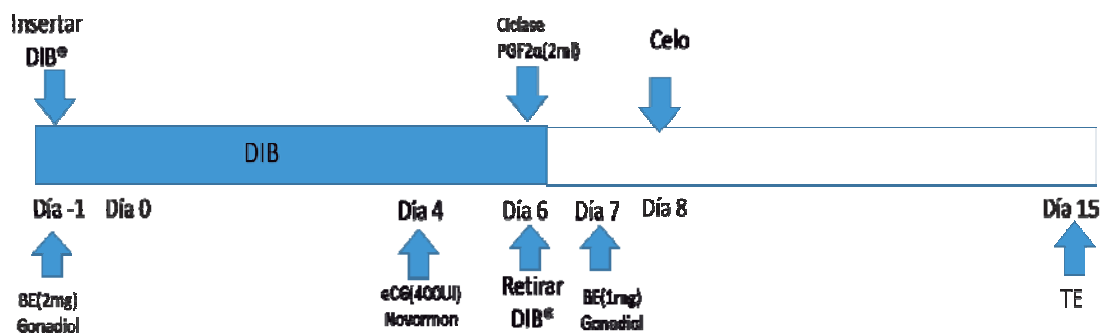 Insertar
DIB®
Ciclase
PGF2α(2ml)
Celo
DIB
Día -1
Día 0
Día 4
Día 6
Día 7
Día 8
Día 15
BE(2mg)
Gonadiol
eCG(400UI)
Novormon
Retirar
DIB®
BE(1mg)
Gonadiol
TE